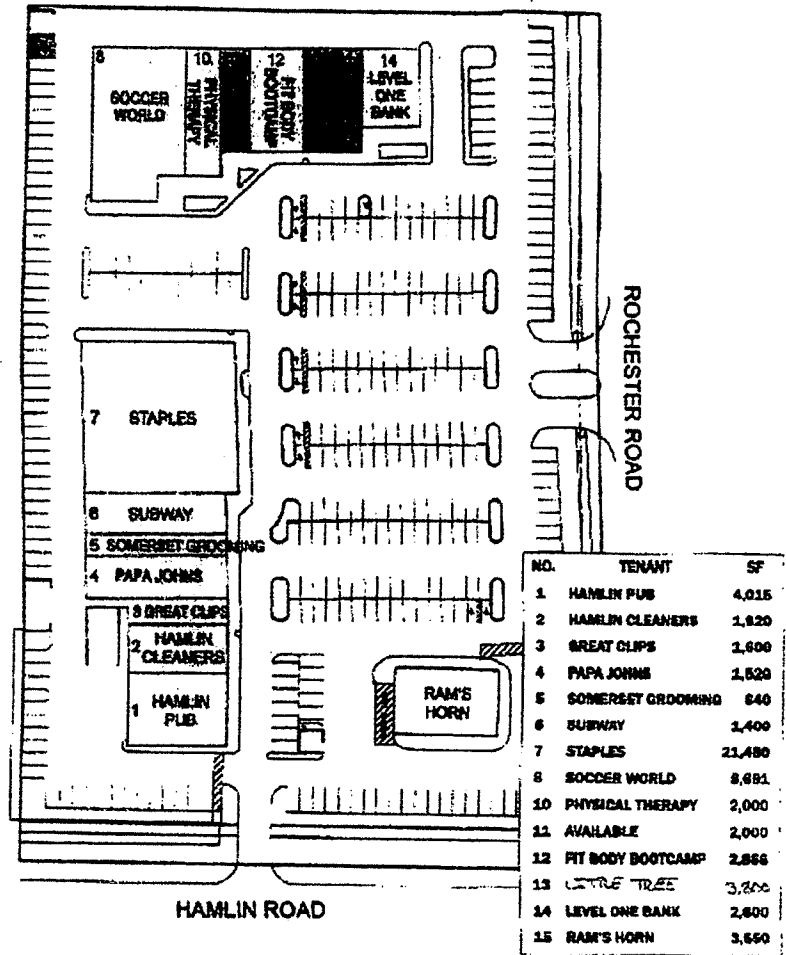 8
SOCCER
WORLD
10.
PHYSICAL
THERAPY
12
FIT BODY
BOOTCAMP
14
LEVEL
ONE
BANK
ROCHESTER ROAD
7 STAPLES
6 SUBWAY
5 SOMERSET GROOMING
4 PAPA JOHNS
3 GREAT CLIPS
2 HAMLIN
CLEANERS
1 HAMLIN
PUB
RAM'S
HORN
HAMLIN ROAD
NO. TENANT SF
1 HAMLIN PUB 4,015
2 HAMLIN CLEANERS 1,920
3 GREAT CLIPS 1,600
4 PAPA JOHNS 1,520
5 SOMERSET GROOMING 640
6 SUBWAY 1,400
7 STAPLES 21,480
8 SOCCER WORLD 8,691
10 PHYSICAL THERAPY 2,000
11 AVAILABLE 2,000
12 FIT BODY BOOTCAMP 2,866
13 LITTLE TREE 3,200
14 LEVEL ONE BANK 2,600
15 RAM'S HORN 3,650